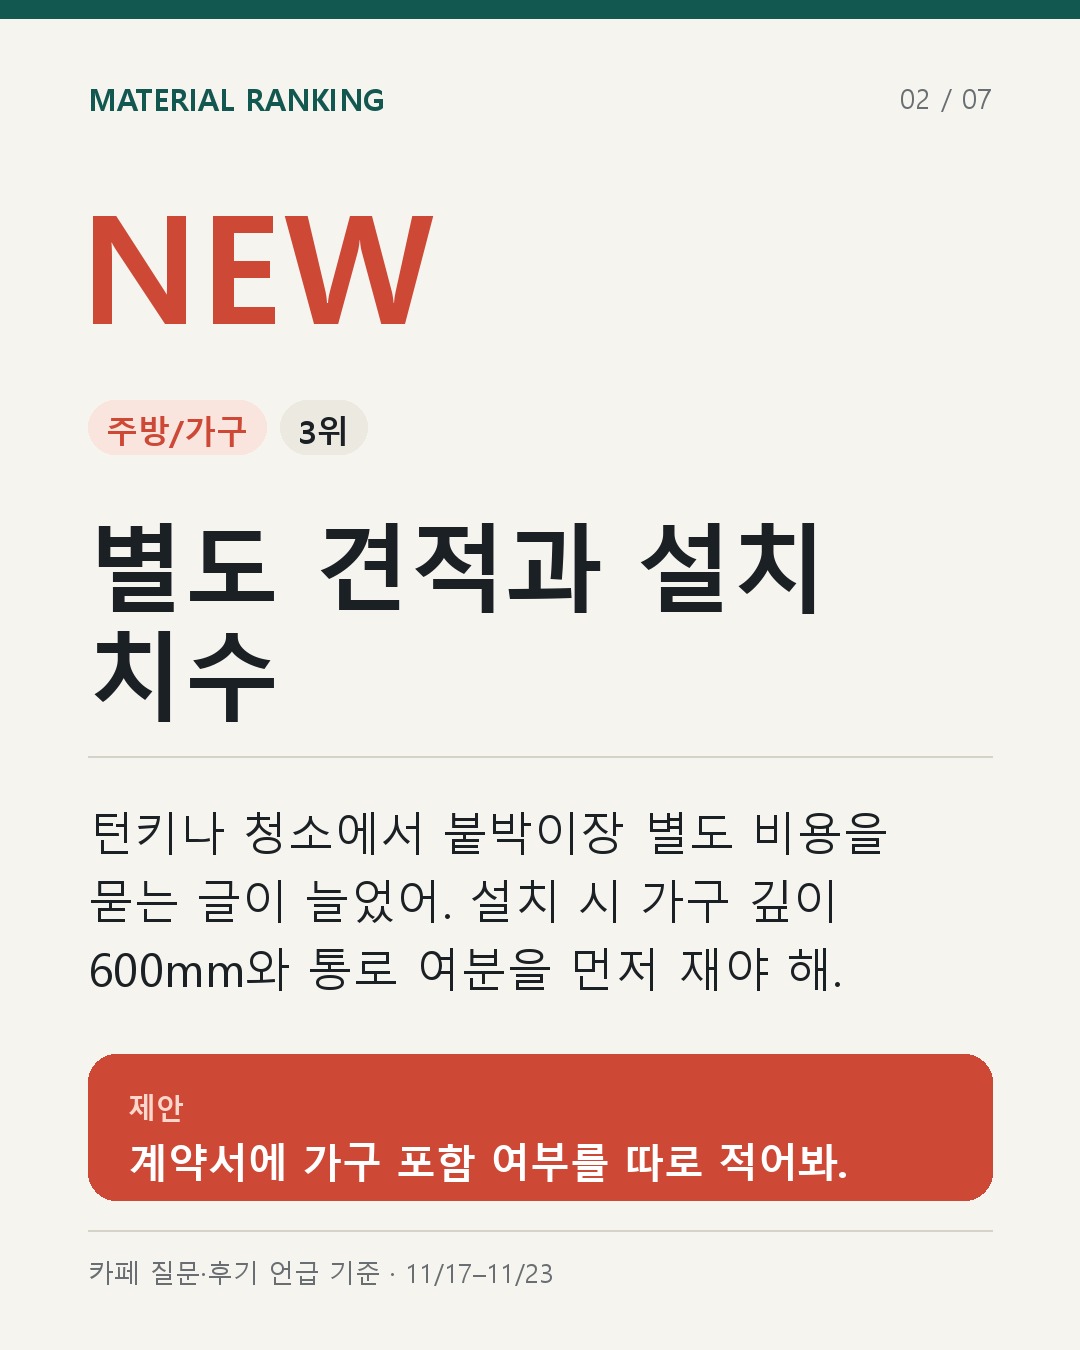 MATERIAL RANKING
02 / 07
NEW
주방/가구
3위
별도 견적과 설치
치수
턴키나 청소에서 붙박이장 별도 비용을
묻는 글이 늘었어. 설치 시 가구 깊이
600mm와 통로 여분을 먼저 재야 해.
제안
계약서에 가구 포함 여부를 따로 적어봐.
카페 질문·후기 언급 기준 · 11/17–11/23